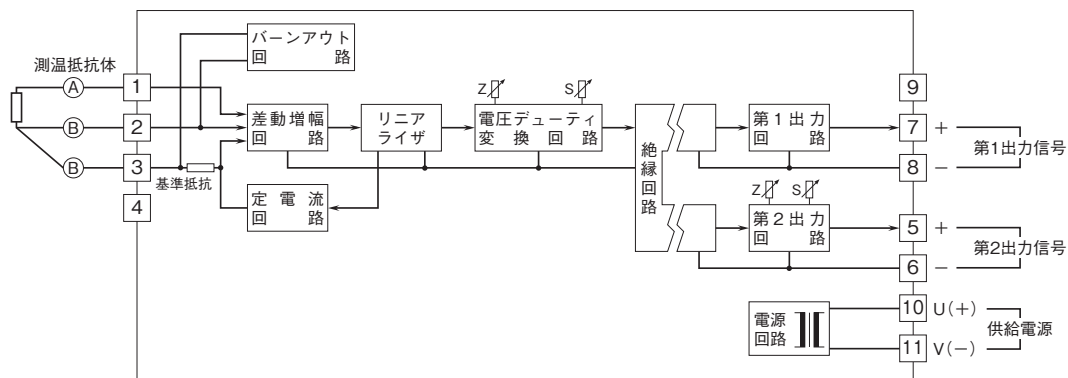 バーンアウト
回路
測温抵抗体
A
1
B
2
B
3
4
基準抵抗
差動増幅
回路
リニア
ライザ
Z
S
電圧デューティ
変換回路
定電流
回路
絶縁回路
第1出力
回路
Z
S
第2出力
回路
9
7
+
8
−
第1出力信号
5
+
6
−
第2出力信号
電源
回路
10
U(+)
11
V(−)
供給電源